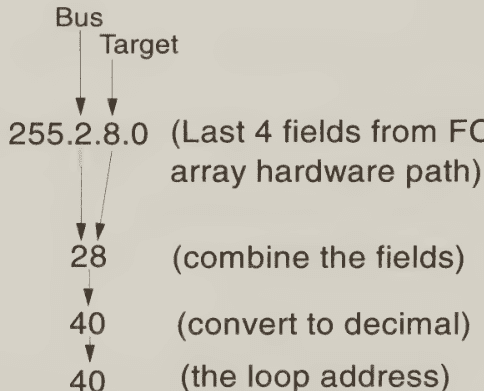 Bus
Target
255.2.8.0 (Last 4 fields from FC
array hardware path)
28 (combine the fields)
40 (convert to decimal)
40 (the loop address)